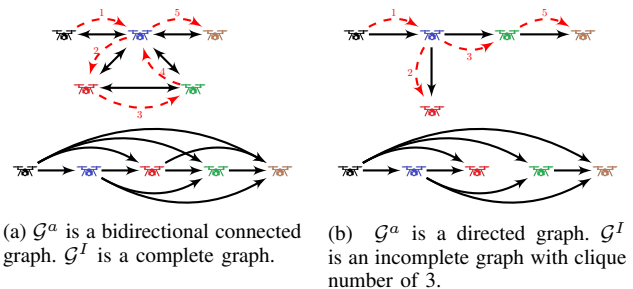 1
5
2
4
3
1
5
3
2
(a) 𝒢ᵃ is a bidirectional connected
graph. 𝒢ᴵ is a complete graph.
(b) 𝒢ᵃ is a directed graph. 𝒢ᴵ
is an incomplete graph with clique
number of 3.